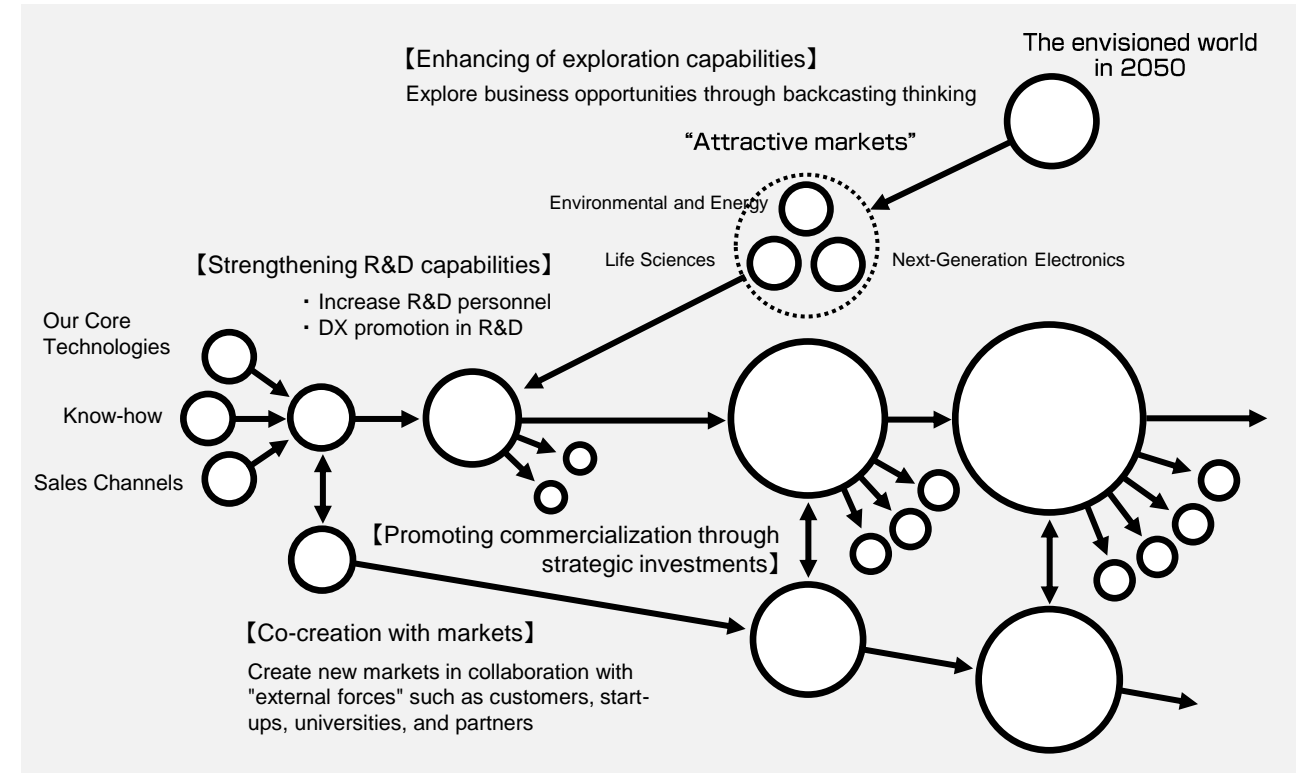 The envisioned world
in 2050
【Enhancing of exploration capabilities】
Explore business opportunities through backcasting thinking
“Attractive markets”
Environmental and Energy
Life Sciences
Next-Generation Electronics
【Strengthening R&D capabilities】
・ Increase R&D personnel
・ DX promotion in R&D
Our Core
Technologies
Know-how
Sales Channels
【Promoting commercialization through
strategic investments】
【Co-creation with markets】
Create new markets in collaboration with
"external forces" such as customers, start-
ups, universities, and partners